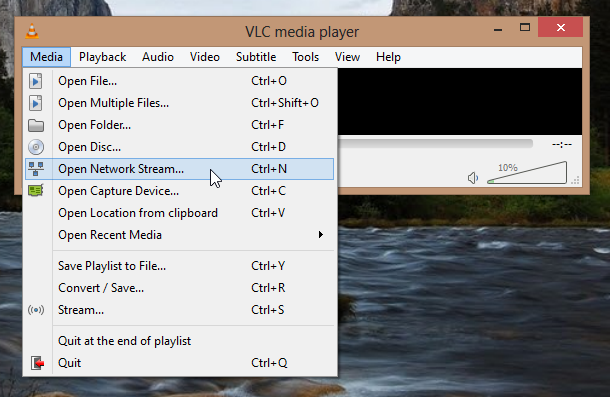 VLC media player
Media Playback Audio Video Subtitle Tools View Help
Open File... Ctrl+O
Open Multiple Files... Ctrl+Shift+O
Open Folder... Ctrl+F
Open Disc... Ctrl+D
--:--
Open Network Stream... Ctrl+N
10%
Open Capture Device... Ctrl+C
Open Location from clipboard Ctrl+V
Open Recent Media
Save Playlist to File... Ctrl+Y
Convert / Save... Ctrl+R
Stream... Ctrl+S
Quit at the end of playlist
Quit Ctrl+Q